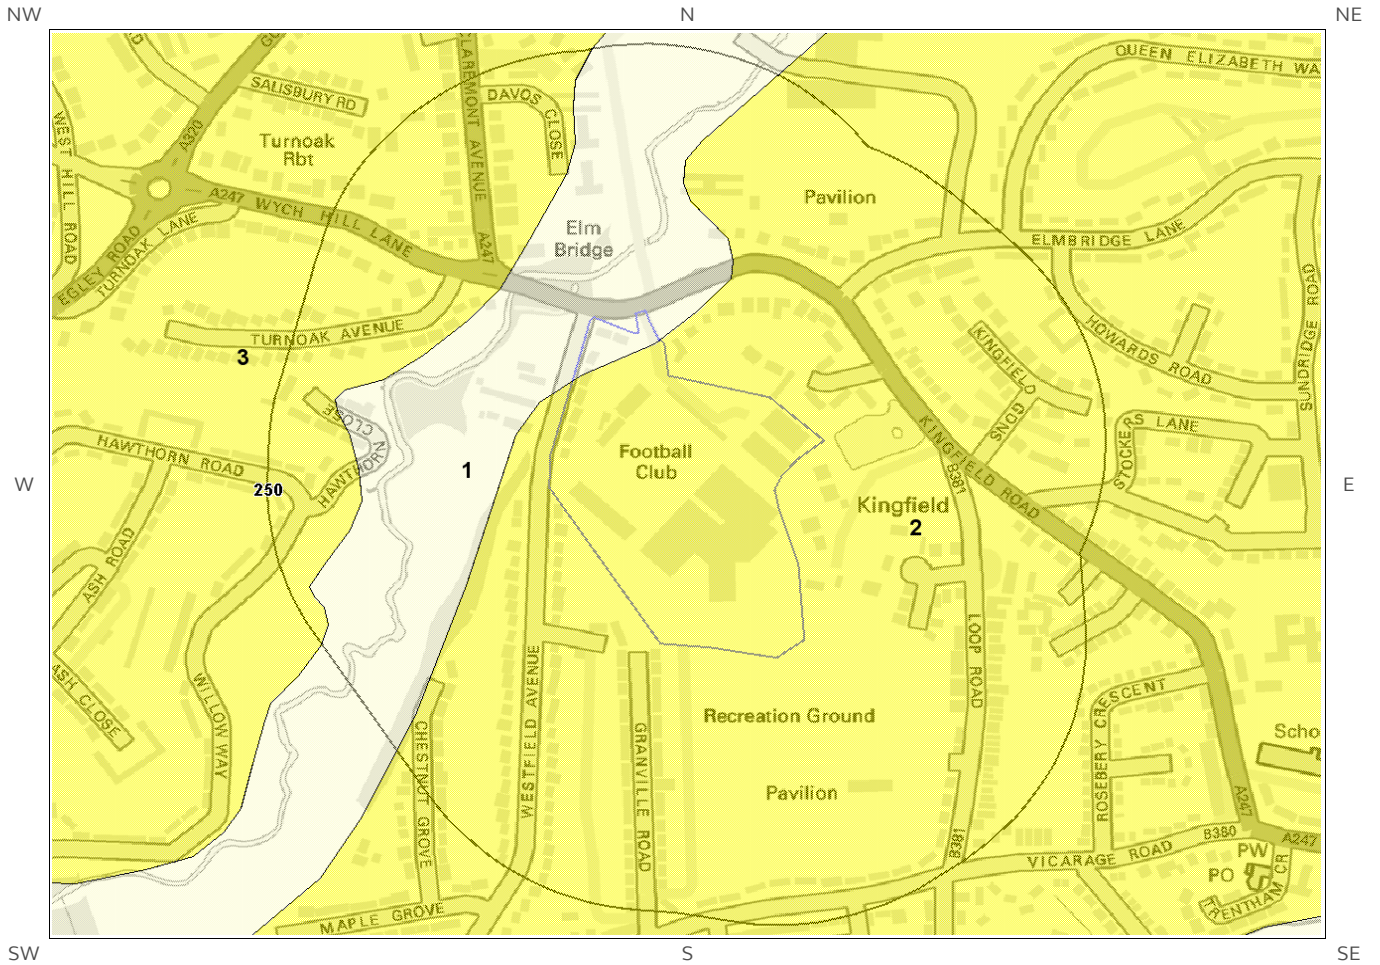 NW
N
NE
QUEEN ELIZABETH WA
SALISBURY RD
CLAREMONT AVENUE
DAVOS
CLOSE
WEST HILL ROAD
A320
Turnoak
Rbt
A247 WYCH HILL LANE
A247
Pavilion
Elm
Bridge
ELMBRIDGE LANE
EGLEY ROAD
TURNOAK LANE
TURNOAK AVENUE
3
KINGFIELD
GDNS
HOWARDS ROAD
SUNDRIDGE ROAD
HAWTHORN
CLOSE
HAWTHORN ROAD
250
1
Football
Club
KINGFIELD ROAD
B381
STOCKERS LANE
W
E
Kingfield
2
ASH ROAD
LOOP ROAD
ASH CLOSE
WILLOW WAY
WESTFIELD AVENUE
CHESTNUT GROVE
GRANVILLE ROAD
Recreation Ground
Pavilion
ROSEBERY CRESCENT
Scho
A247
B381
VICARAGE ROAD
B380
A247
PW
PO
TRENTHAM CR
MAPLE GROVE
SW
S
SE